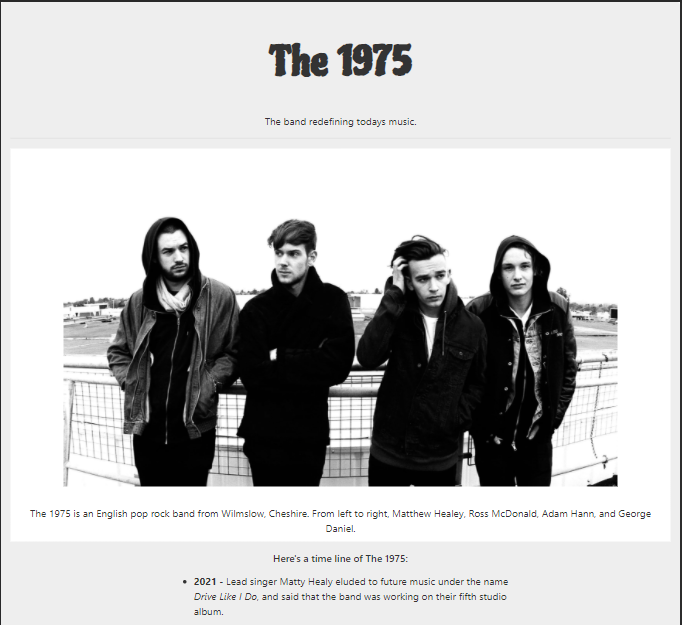 The 1975
The band redefining todays music.
The 1975 is an English pop rock band from Wilmslow, Cheshire. From left to right, Matthew Healey, Ross McDonald, Adam Hann, and George
Daniel.
Here's a time line of The 1975:
• 2021 - Lead singer Matty Healy eluded to future music under the name
Drive Like I Do, and said that the band was working on their fifth studio
album.